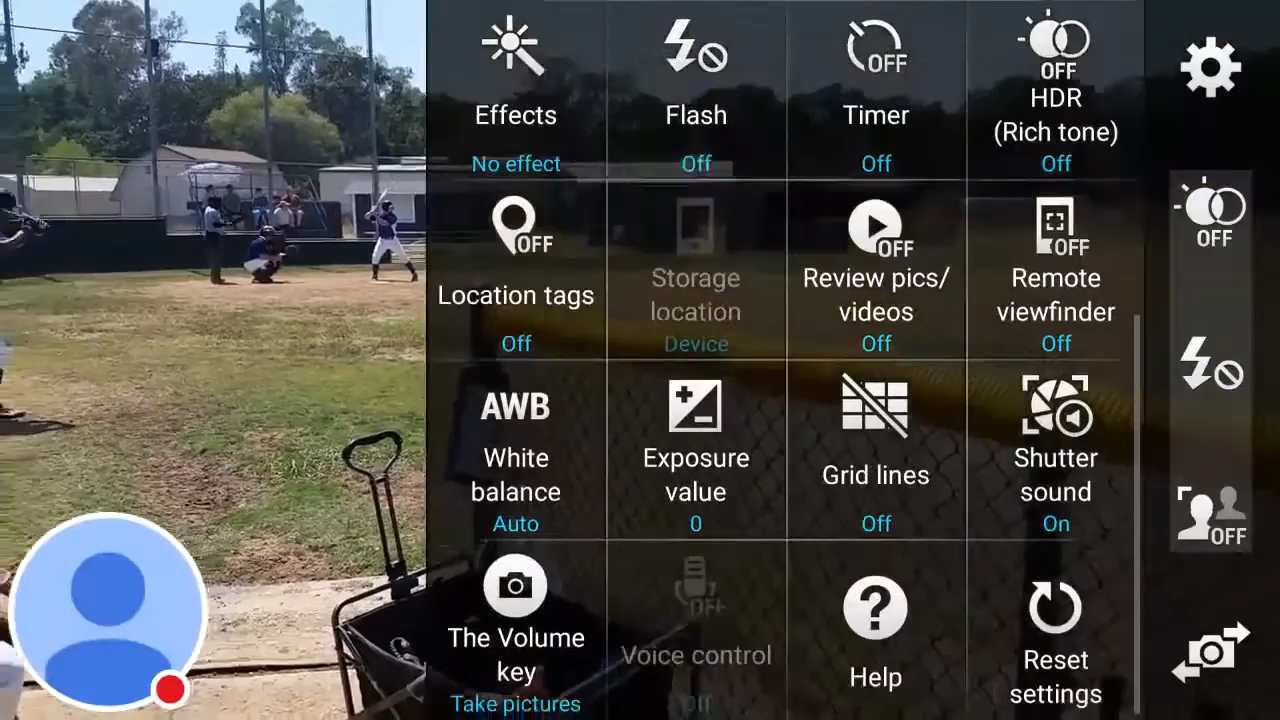 Effects
No effect
Flash
Off
Timer
Off
OFF
OFF
HDR
(Rich tone)
Off
OFF
Location tags
Off
Storage
location
Device
OFF
Review pics/
videos
Off
OFF
Remote
viewfinder
Off
AWB
White
balance
Auto
Exposure
value
0
Grid lines
Off
Shutter
sound
On
The Volume
key
Take pictures
OFF
Voice control
Off
?
Help
Reset
settings
OFF
OFF